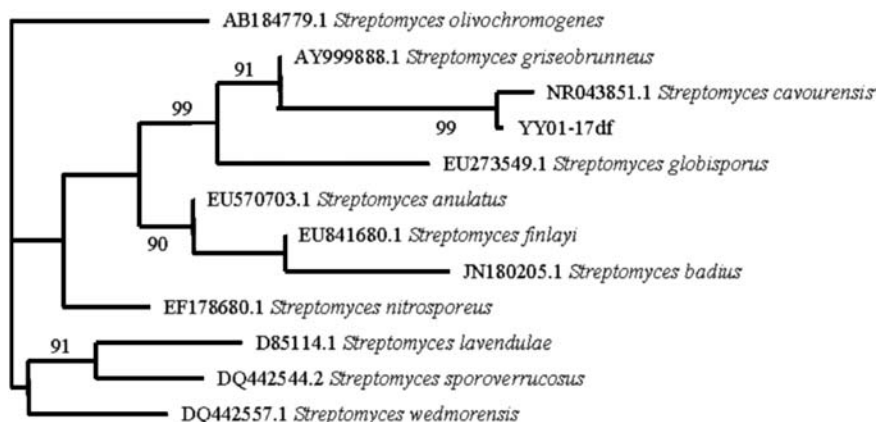 AB184779.1 Streptomyces olivochromogenes
AY999888.1 Streptomyces griseobrunneus
91
NR043851.1 Streptomyces cavourensis
99
99
YY01-17df
EU273549.1 Streptomyces globisporus
EU570703.1 Streptomyces anulatus
EU841680.1 Streptomyces finlayi
90
JN180205.1 Streptomyces badius
EF178680.1 Streptomyces nitrosporeus
D85114.1 Streptomyces lavendulae
91
DQ442544.2 Streptomyces sporoverrucosus
DQ442557.1 Streptomyces wedmorensis